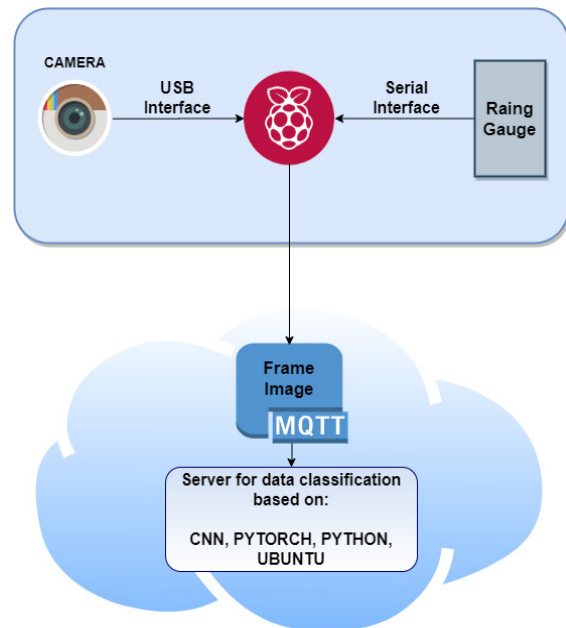 CAMERA
USB
Interface
Serial
Interface
Raing
Gauge
Frame
Image
MQTT
Server for data classification
based on:
CNN, PYTORCH, PYTHON,
UBUNTU